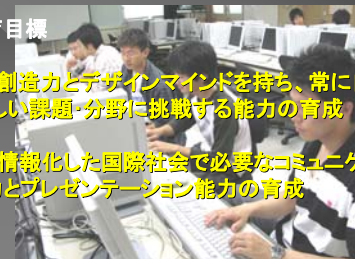 育目標
創造力とデザインマインドを持ち、常に
しい課題・分野に挑戦する能力の育成
情報化した国際社会で必要なコミュニケ
力とプレゼンテーション能力の育成